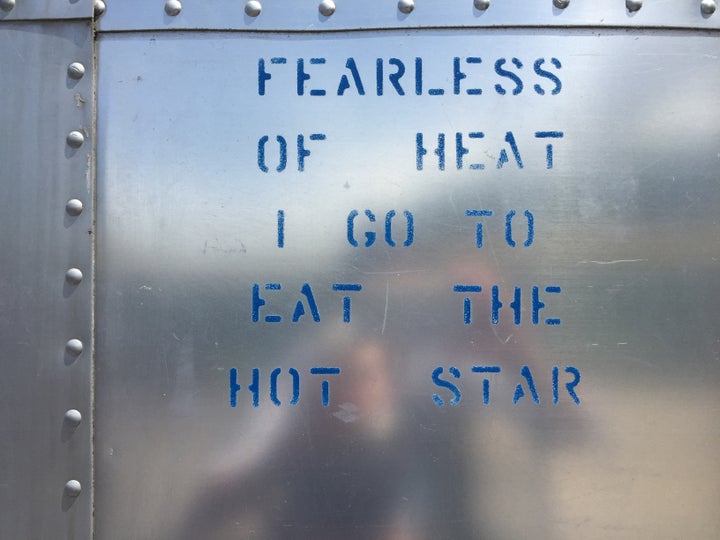 FEARLESS
OF HEAT
I GO TO
EAT THE
HOT STAR